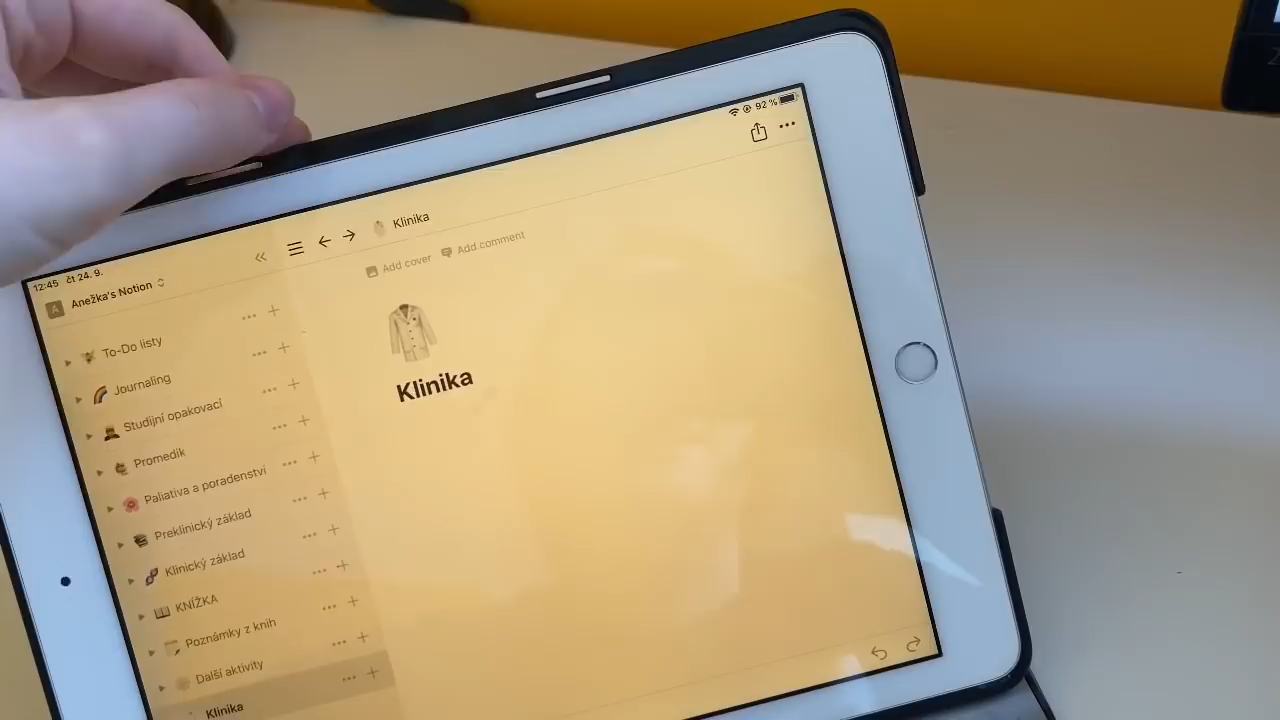 12:45 čt 24. 9.
92 %
Anežka's Notion
Klinika
Add cover
Add comment
Klinika
To-Do listy
Journaling
Studijní opakovací
Promedik
Paliativa a poradenství
Preklinický základ
Klinický základ
KNÍŽKA
Poznámky z knih
Další aktivity
Klinika